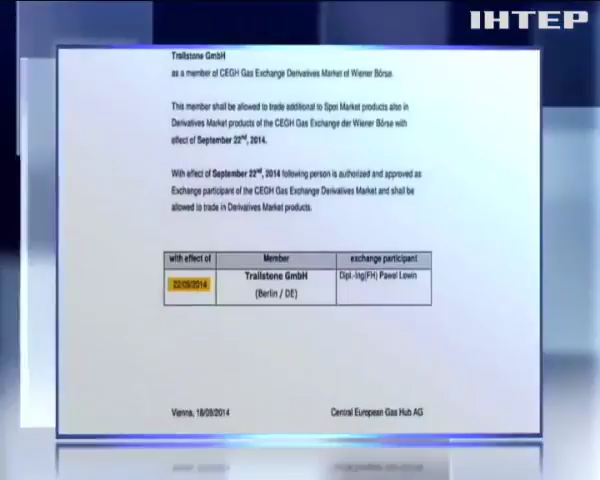 ІНТЕР
Trailstone GmbH
as a member of CEGH Gas Exchange Derivatives Market of Wiener Börse.
This member shall be allowed to trade additional to Spot Market products also in
Derivatives Market products of the CEGH Gas Exchange der Wiener Börse with
effect of September 22nd, 2014.
With effect of September 22nd, 2014 following person is authorized and approved as
Exchange participant of the CEGH Gas Exchange Derivatives Market and shall be
allowed to trade in Derivatives Market products.
with effect of Member exchange participant
22/09/2014 Trailstone GmbH Dipl.-Ing(FH) Pawel Lewin
(Berlin / DE)
Vienna, 18/09/2014 Central European Gas Hub AG